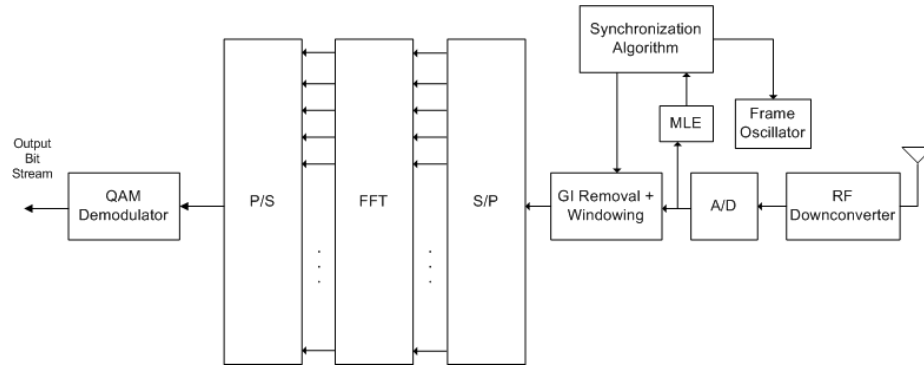 Synchronization
Algorithm
MLE
Frame
Oscillator
Output
Bit
Stream
QAM
Demodulator
P/S
FFT
S/P
GI Removal +
Windowing
A/D
RF
Downconverter